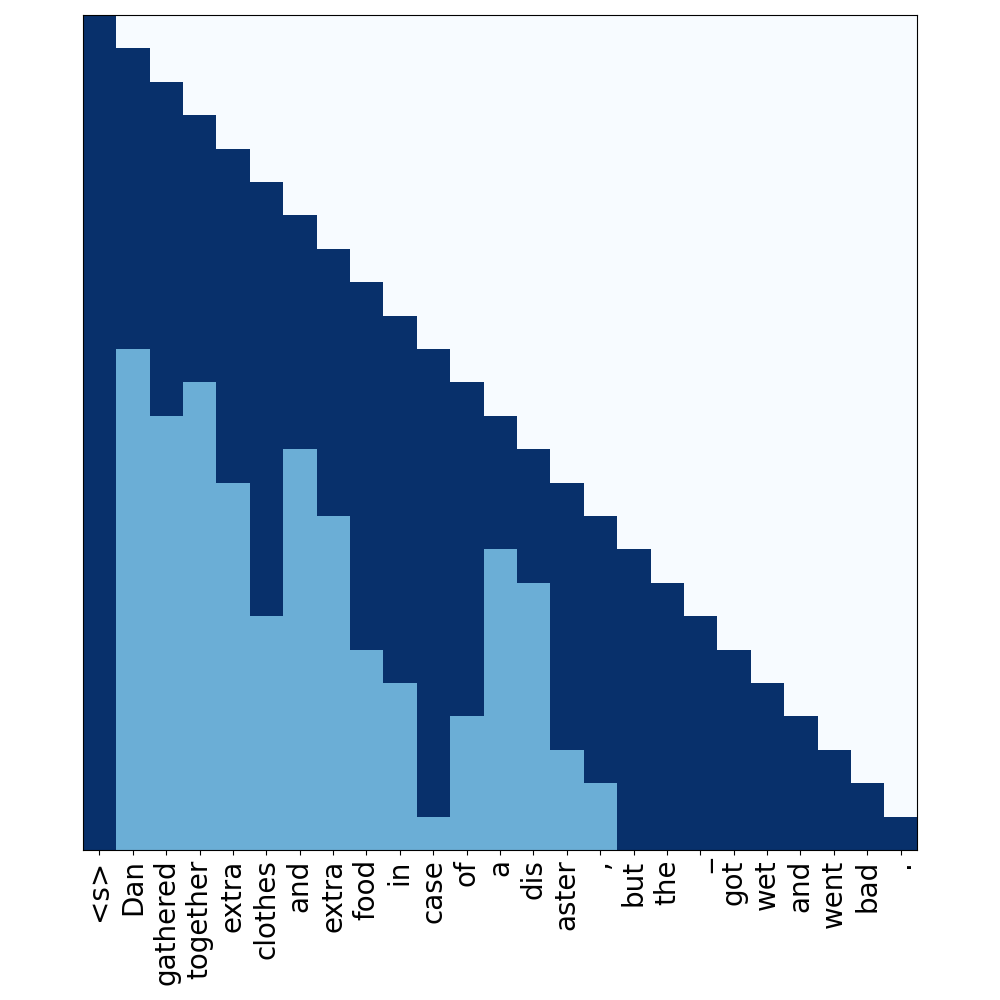 <s> Dan gathered together extra clothes and extra food in case of a dis aster , but the _ got wet and went bad .